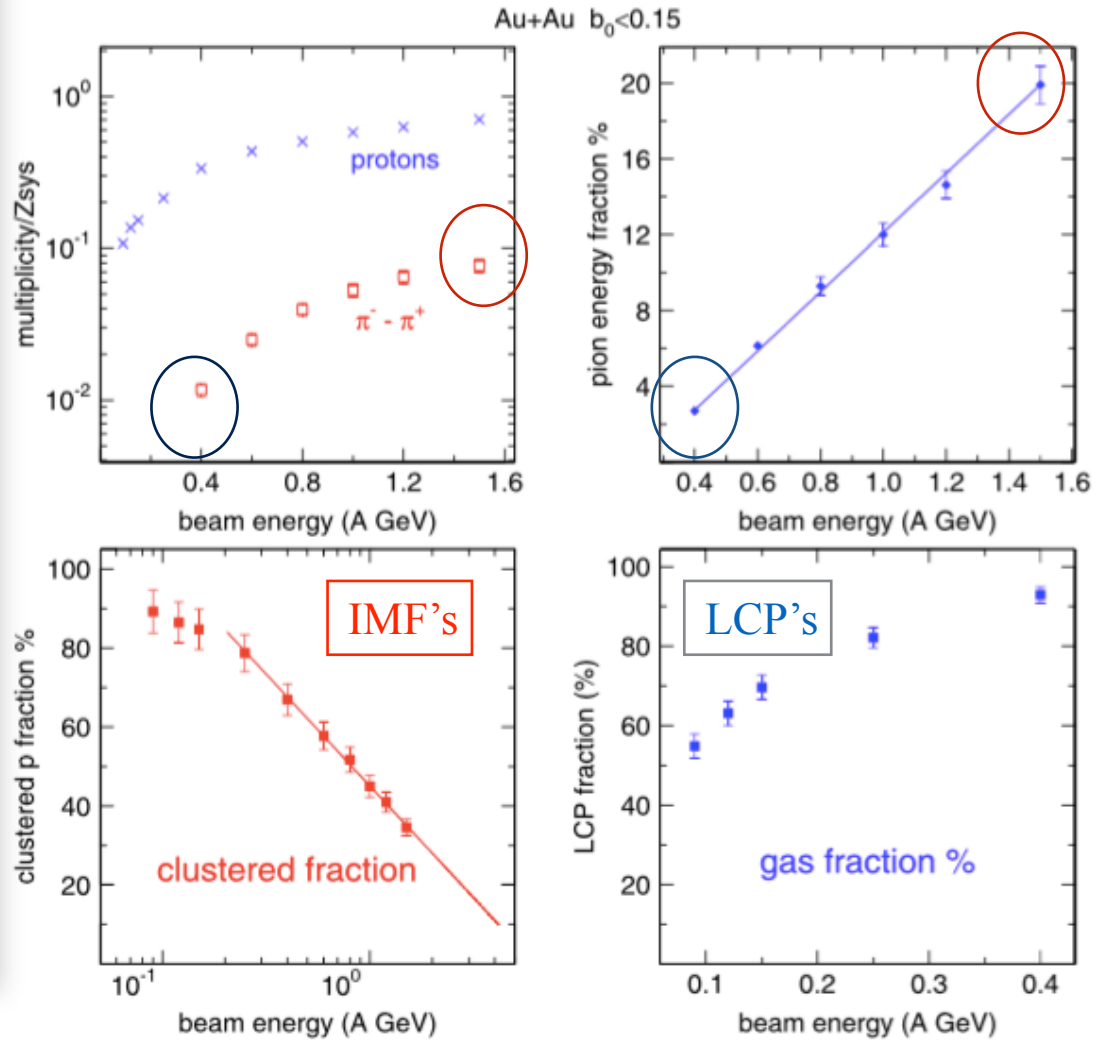 Au+Au b₀<0.15
multiplicity/Zsys
10⁰
10⁻¹
10⁻²
protons
π⁻ - π⁺
0.4 0.8 1.2 1.6
beam energy (A GeV)
pion energy fraction %
20
16
12
8
4
0.4 0.6 0.8 1.0 1.2 1.4 1.6
beam energy (A GeV)
clustered p fraction %
100
80
60
40
20
IMF's
clustered fraction
10⁻¹ 10⁰
beam energy (A GeV)
LCP fraction (%)
100
80
60
40
20
LCP's
gas fraction %
0.1 0.2 0.3 0.4
beam energy (A GeV)